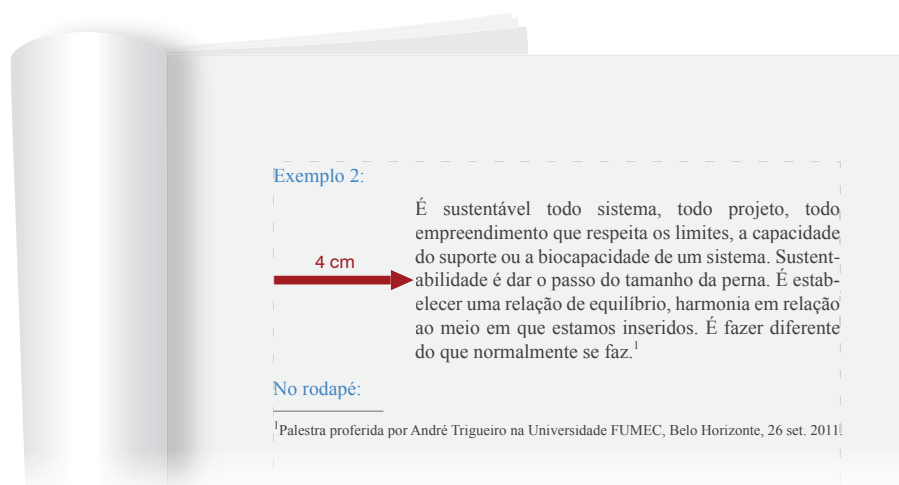 Exemplo 2:
É sustentável todo sistema, todo projeto, todo
empreendimento que respeita os limites, a capacidade
do suporte ou a biocapacidade de um sistema. Sustent-
4 cm
abilidade é dar o passo do tamanho da perna. É estab-
elecer uma relação de equilíbrio, harmonia em relação
ao meio em que estamos inseridos. É fazer diferente
do que normalmente se faz.¹
No rodapé:
¹Palestra proferida por André Trigueiro na Universidade FUMEC, Belo Horizonte, 26 set. 2011.